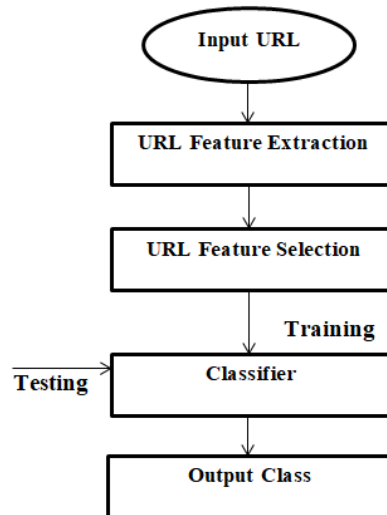 Input URL
URL Feature Extraction
URL Feature Selection
Training
Classifier
Testing
Output Class